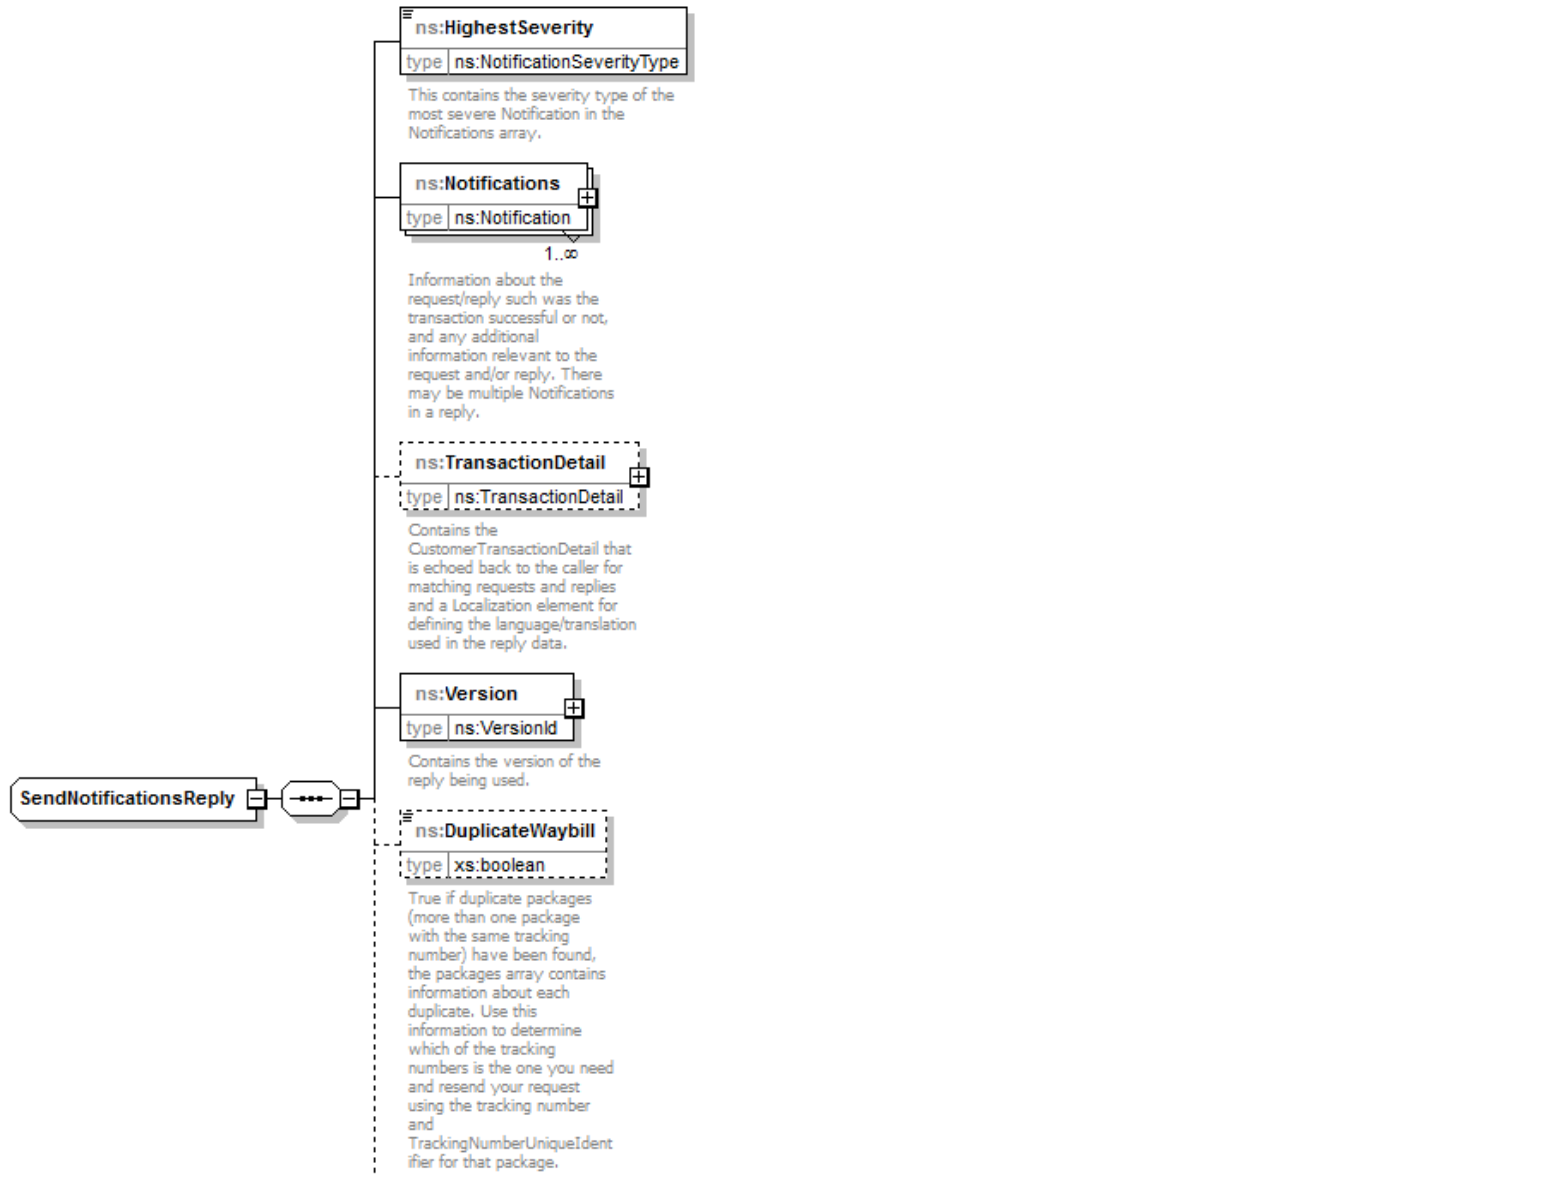 ns:HighestSeverity
type ns:NotificationSeverityType
This contains the severity type of the
most severe Notification in the
Notifications array.
ns:Notifications
type ns:Notification
1..∞
Information about the
request/reply such was the
transaction successful or not,
and any additional
information relevant to the
request and/or reply. There
may be multiple Notifications
in a reply.
ns:TransactionDetail
type ns:TransactionDetail
Contains the
CustomerTransactionDetail that
is echoed back to the caller for
matching requests and replies
and a Localization element for
defining the language/translation
used in the reply data.
ns:Version
type ns:VersionId
Contains the version of the
reply being used.
SendNotificationsReply
ns:DuplicateWaybill
type xs:boolean
True if duplicate packages
(more than one package
with the same tracking
number) have been found,
the packages array contains
information about each
duplicate. Use this
information to determine
which of the tracking
numbers is the one you need
and resend your request
using the tracking number
and
TrackingNumberUniqueIdent
ifier for that package.